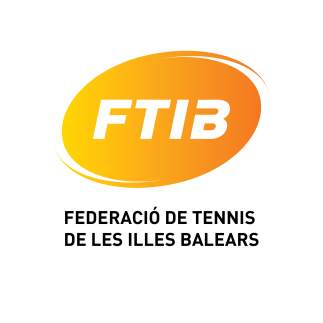 FTIB
FEDERACIÓ DE TENNIS
DE LES ILLES BALEARS